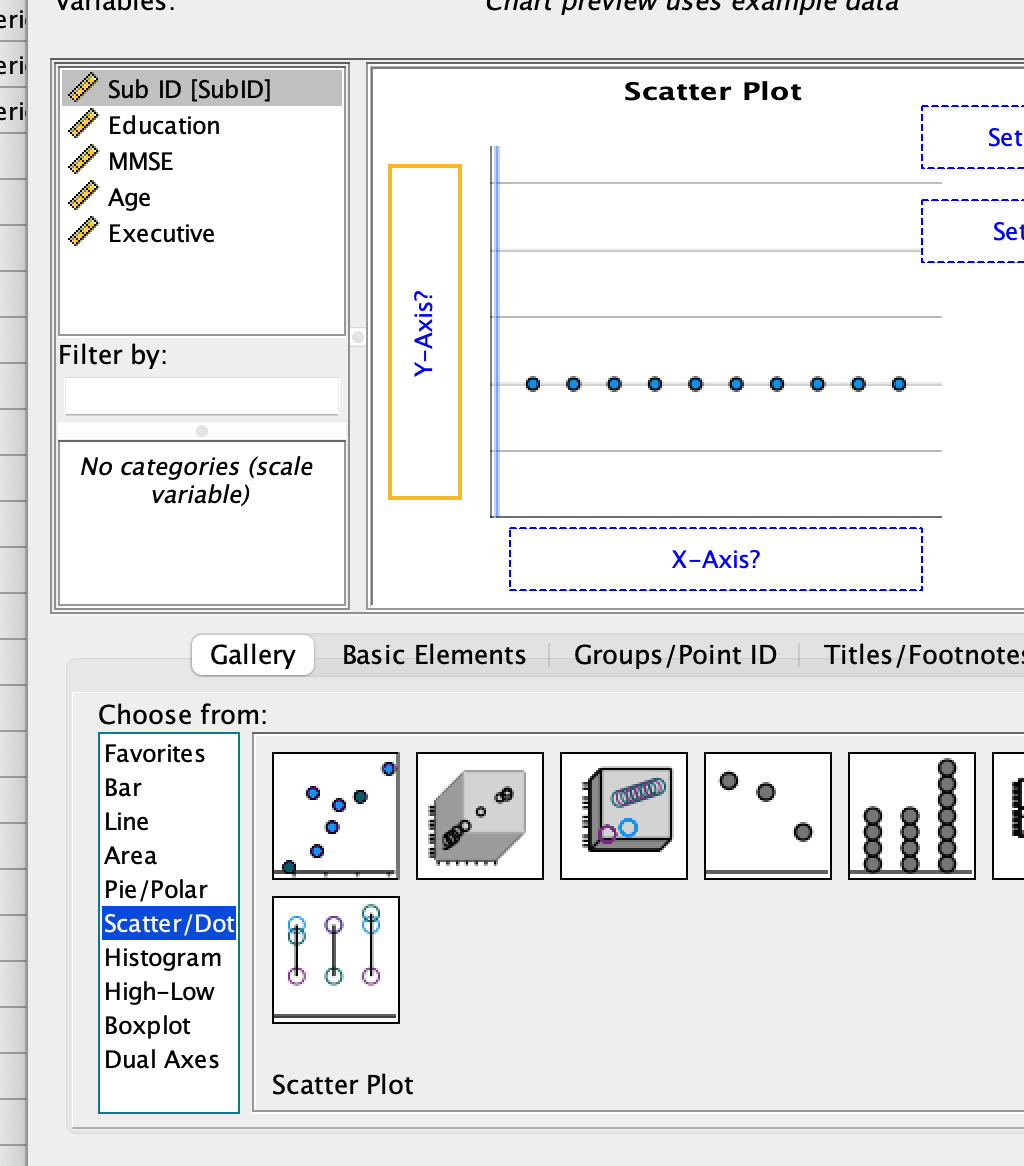 Variables:
Chart preview uses example data
Sub ID [SubID]
Education
MMSE
Age
Executive
Filter by:
No categories (scale
variable)
Scatter Plot
Set
Set
Y-Axis?
X-Axis?
Gallery
Basic Elements
Groups/Point ID
Titles/Footnotes
Choose from:
Favorites
Bar
Line
Area
Pie/Polar
Scatter/Dot
Histogram
High-Low
Boxplot
Dual Axes
Scatter Plot